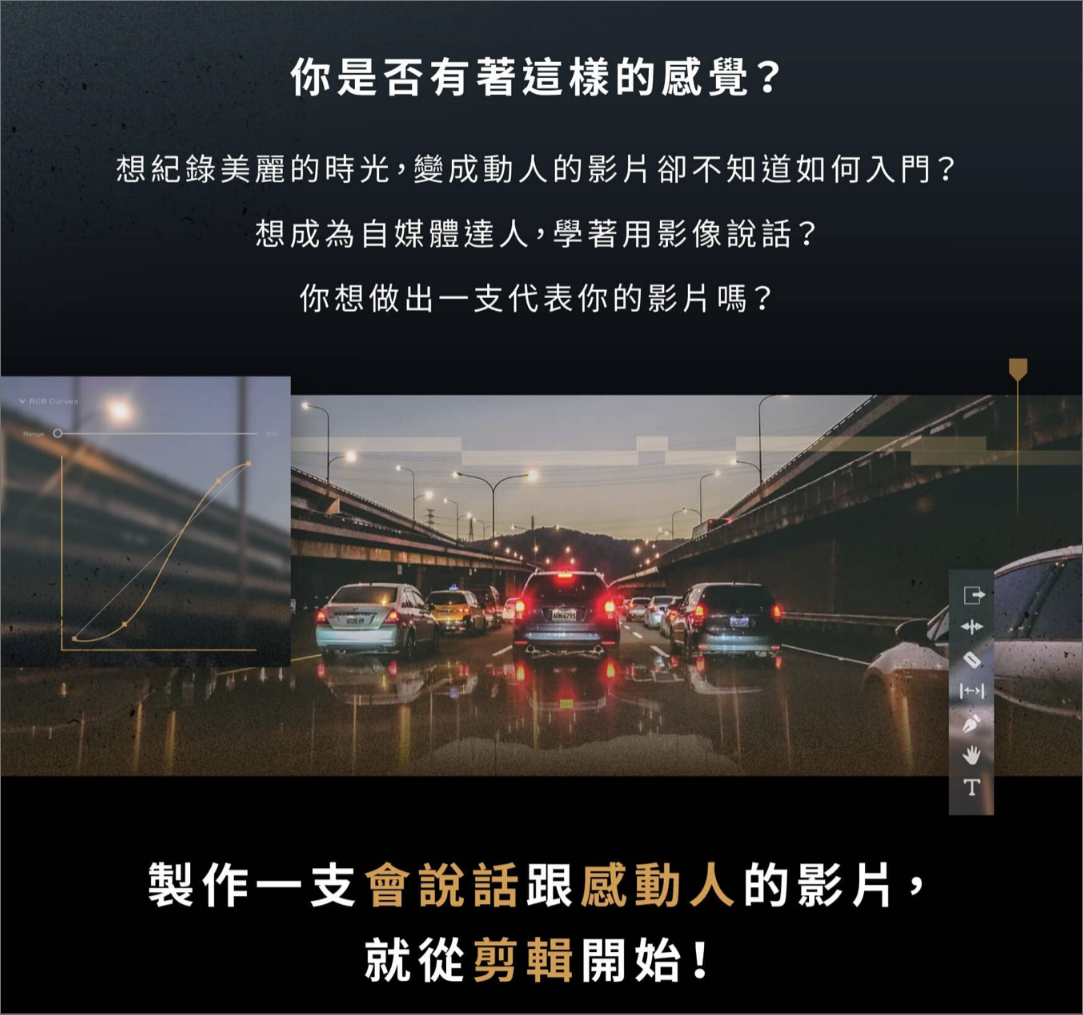 你是否有著這樣的感覺？
想紀錄美麗的時光，變成動人的影片卻不知道如何入門？
想成為自媒體達人，學著用影像說話？
你想做出一支代表你的影片嗎？
RGB Curves
Range
T
製作一支會說話跟感動人的影片，
就從剪輯開始！